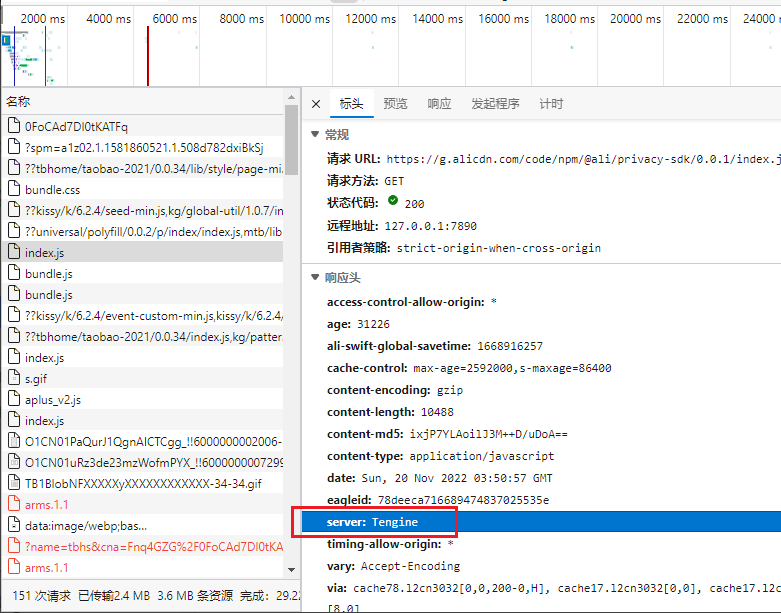 2000 ms 4000 ms 6000 ms 8000 ms 10000 ms 12000 ms 14000 ms 16000 ms 18000 ms 20000 ms 22000 ms 24000
名称
0FoCAd7DI0tKATFq
?spm=a1z02.1.1581860521.1.508d782dxiBkSj
??tbhome/taobao-2021/0.0.34/lib/style/page-mi
bundle.css
??kissy/k/6.2.4/seed-min.js,kg/global-util/1.0.7/in
??universal/polyfill/0.0.2/p/index/index.js,mtb/lib
index.js
bundle.js
bundle.js
??kissy/k/6.2.4/event-custom-min.js,kissy/k/6.2.4/
??tbhome/taobao-2021/0.0.34/index.js,kg/patter
index.js
s.gif
aplus_v2.js
index.js
O1CN01PaQurJ1QgnAICTCgg_!!6000000002006-
O1CN01uRz3de23mzWofmPYX_!!6000000007299
TB1BIobNFXXXXXyXXXXXXXXXXXX-34-34.gif
arms.1.1
data:image/webp;bas...
?name=tbhs&cna=Fnq4GZG%2F0FoCAd7DI0tKA
arms.1.1
151 次请求 已传输2.4 MB 3.6 MB 条资源 完成: 29.22
× 标头 预览 响应 发起程序 计时
▼ 常规
请求 URL: https://g.alicdn.com/code/npm/@ali/privacy-sdk/0.0.1/index.j
请求方法: GET
状态代码: 200
远程地址: 127.0.0.1:7890
引用者策略: strict-origin-when-cross-origin
▼ 响应头
access-control-allow-origin: *
age: 31226
ali-swift-global-savetime: 1668916257
cache-control: max-age=2592000,s-maxage=86400
content-encoding: gzip
content-length: 10488
content-md5: ixjP7YLAoilJ3M++D/uDoA==
content-type: application/javascript
date: Sun, 20 Nov 2022 03:50:57 GMT
eagleid: 78deeca716689474837025535e
server: Tengine
timing-allow-origin: *
vary: Accept-Encoding
via: cache78.l2cn3032[0,0,200-0,H], cache17.l2cn3032[0,0], cache17.l2c
[8,0]